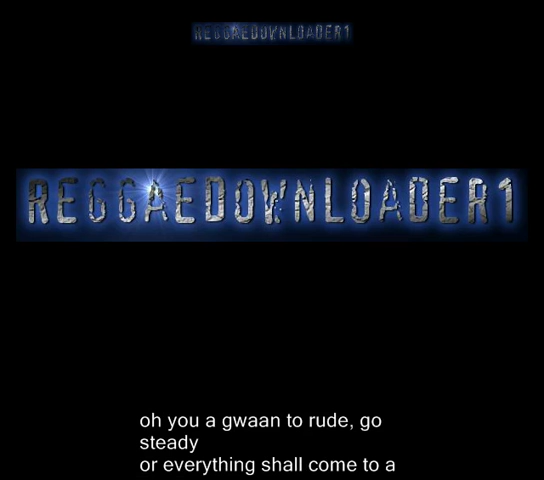 REGGAEDOWNLOADER1
REGGAEDOWNLOADER1
oh you a gwaan to rude, go
steady
or everything shall come to a